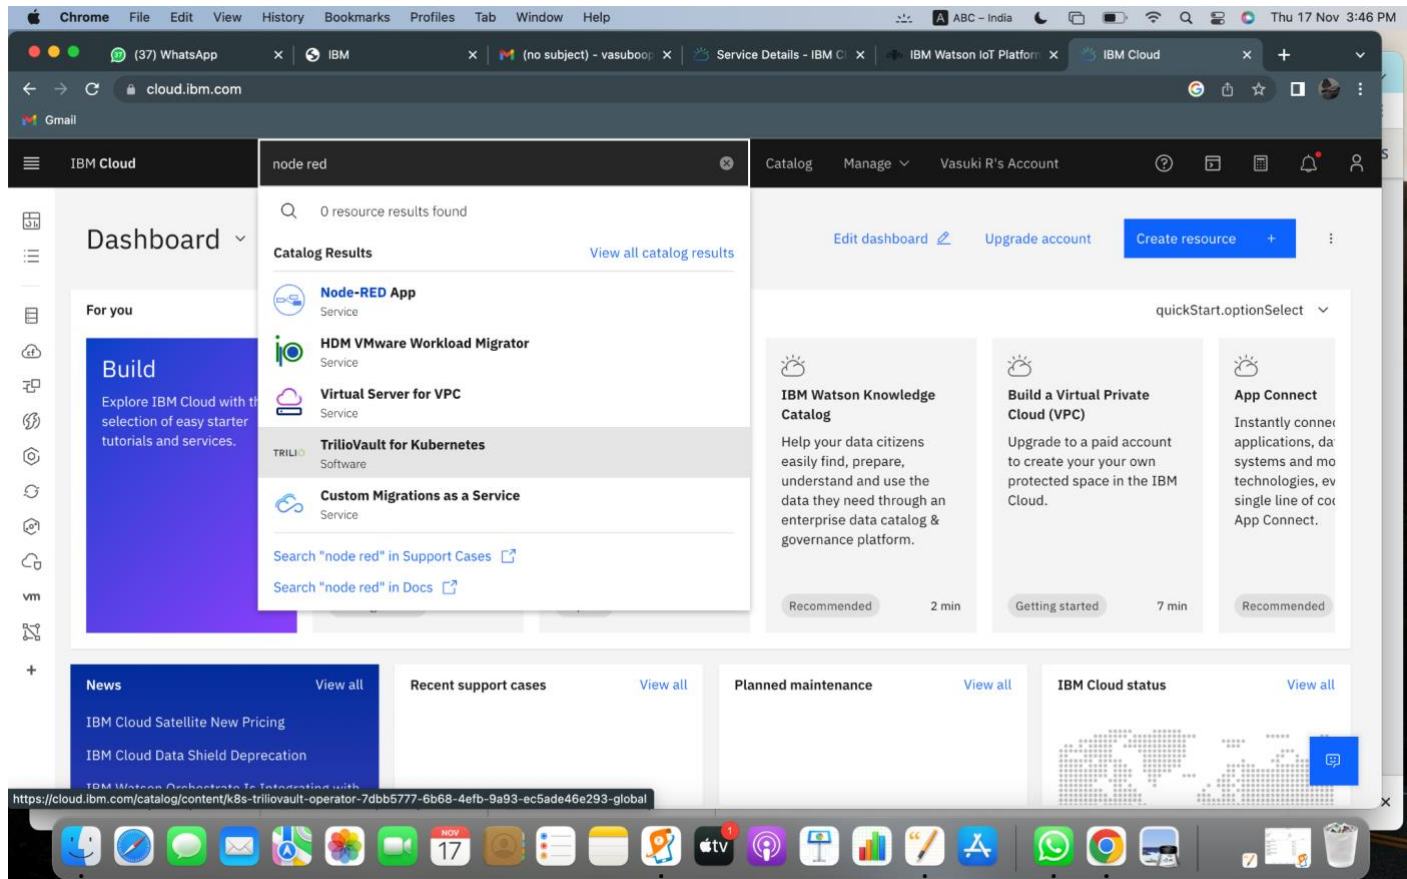 Chrome File Edit View History Bookmarks Profiles Tab Window Help
A ABC – India Thu 17 Nov 3:46 PM
(37) WhatsApp × IBM × (no subject) – vasuboop × Service Details - IBM Cl × IBM Watson IoT Platform × IBM Cloud × +
cloud.ibm.com
Gmail
IBM Cloud
node red
Catalog Manage Vasuki R's Account
0 resource results found
Catalog Results View all catalog results
Node-RED App
Service
HDM VMware Workload Migrator
Service
Virtual Server for VPC
Service
TRILIO
TrilioVault for Kubernetes
Software
Custom Migrations as a Service
Service
Search "node red" in Support Cases
Search "node red" in Docs
Dashboard
Edit dashboard Upgrade account Create resource +
For you
quickStart.optionSelect
Build
Explore IBM Cloud with th
selection of easy starter
tutorials and services.
IBM Watson Knowledge
Catalog
Help your data citizens
easily find, prepare,
understand and use the
data they need through an
enterprise data catalog &
governance platform.
Recommended 2 min
Build a Virtual Private
Cloud (VPC)
Upgrade to a paid account
to create your your own
protected space in the IBM
Cloud.
Getting started 7 min
App Connect
Instantly connec
applications, da
systems and mo
technologies, ev
single line of co
App Connect.
Recommended
vm
News View all
IBM Cloud Satellite New Pricing
IBM Cloud Data Shield Deprecation
IBM Watson Orchestrate Is Integrating with
Recent support cases View all
Planned maintenance View all
IBM Cloud status View all
https://cloud.ibm.com/catalog/content/k8s-triliovault-operator-7dbb5777-6b68-4efb-9a93-ec5ade46e293-global
NOV
17
tv
1